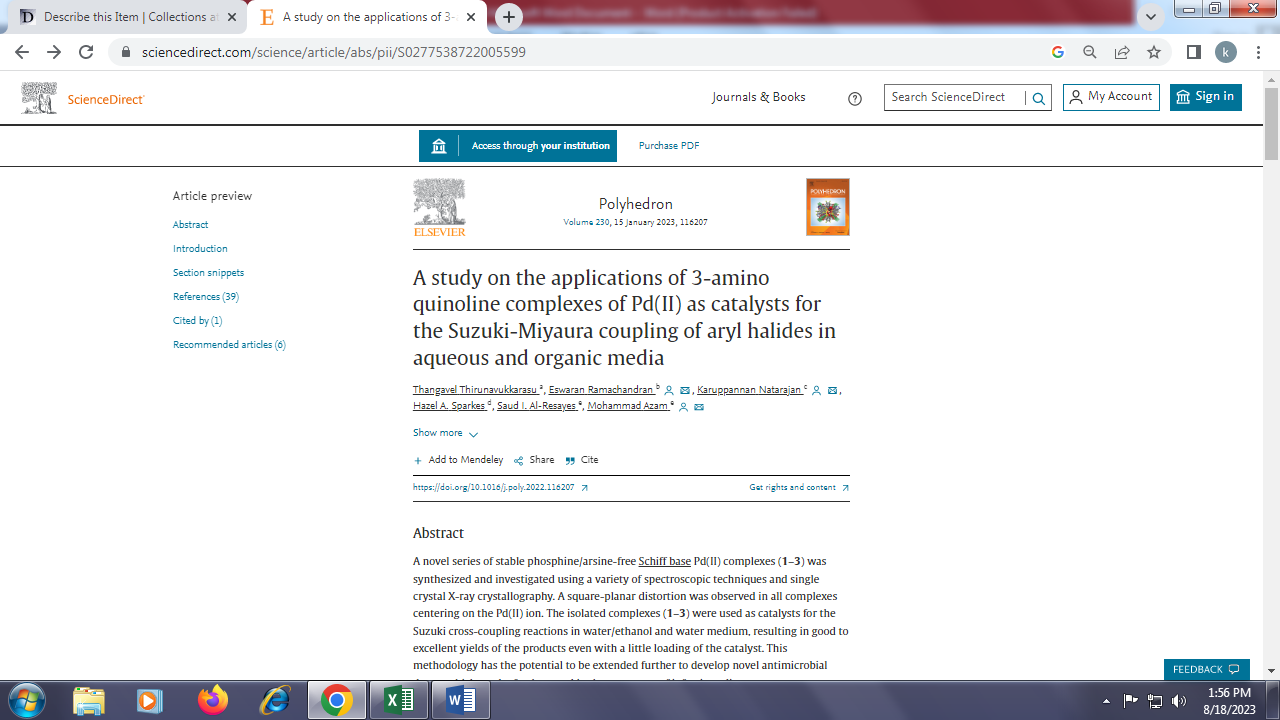 Describe this Item | Collections at
A study on the applications of 3-
sciencedirect.com/science/article/abs/pii/S0277538722005599
k
ScienceDirect
Journals & Books
Search ScienceDirect
My Account
Sign in
Access through your institution
Purchase PDF
Article preview
Abstract
Introduction
Section snippets
References (39)
Cited by (1)
Recommended articles (6)
ELSEVIER
Polyhedron
Volume 230, 15 January 2023, 116207
POLYHEDRON
A study on the applications of 3-amino
quinoline complexes of Pd(II) as catalysts for
the Suzuki-Miyaura coupling of aryl halides in
aqueous and organic media
Thangavel Thirunavukkarasu a, Eswaran Ramachandran b, Karuppannan Natarajan c,
Hazel A. Sparkes d, Saud I. Al-Resayes e, Mohammad Azam e
Show more
Add to Mendeley Share Cite
https://doi.org/10.1016/j.poly.2022.116207
Get rights and content
Abstract
A novel series of stable phosphine/arsine-free Schiff base Pd(II) complexes (1–3) was
synthesized and investigated using a variety of spectroscopic techniques and single
crystal X-ray crystallography. A square-planar distortion was observed in all complexes
centering on the Pd(II) ion. The isolated complexes (1–3) were used as catalysts for the
Suzuki cross-coupling reactions in water/ethanol and water medium, resulting in good to
excellent yields of the products even with a little loading of the catalyst. This
methodology has the potential to be extended further to develop novel antimicrobial
FEEDBACK
1:56 PM
8/18/2023